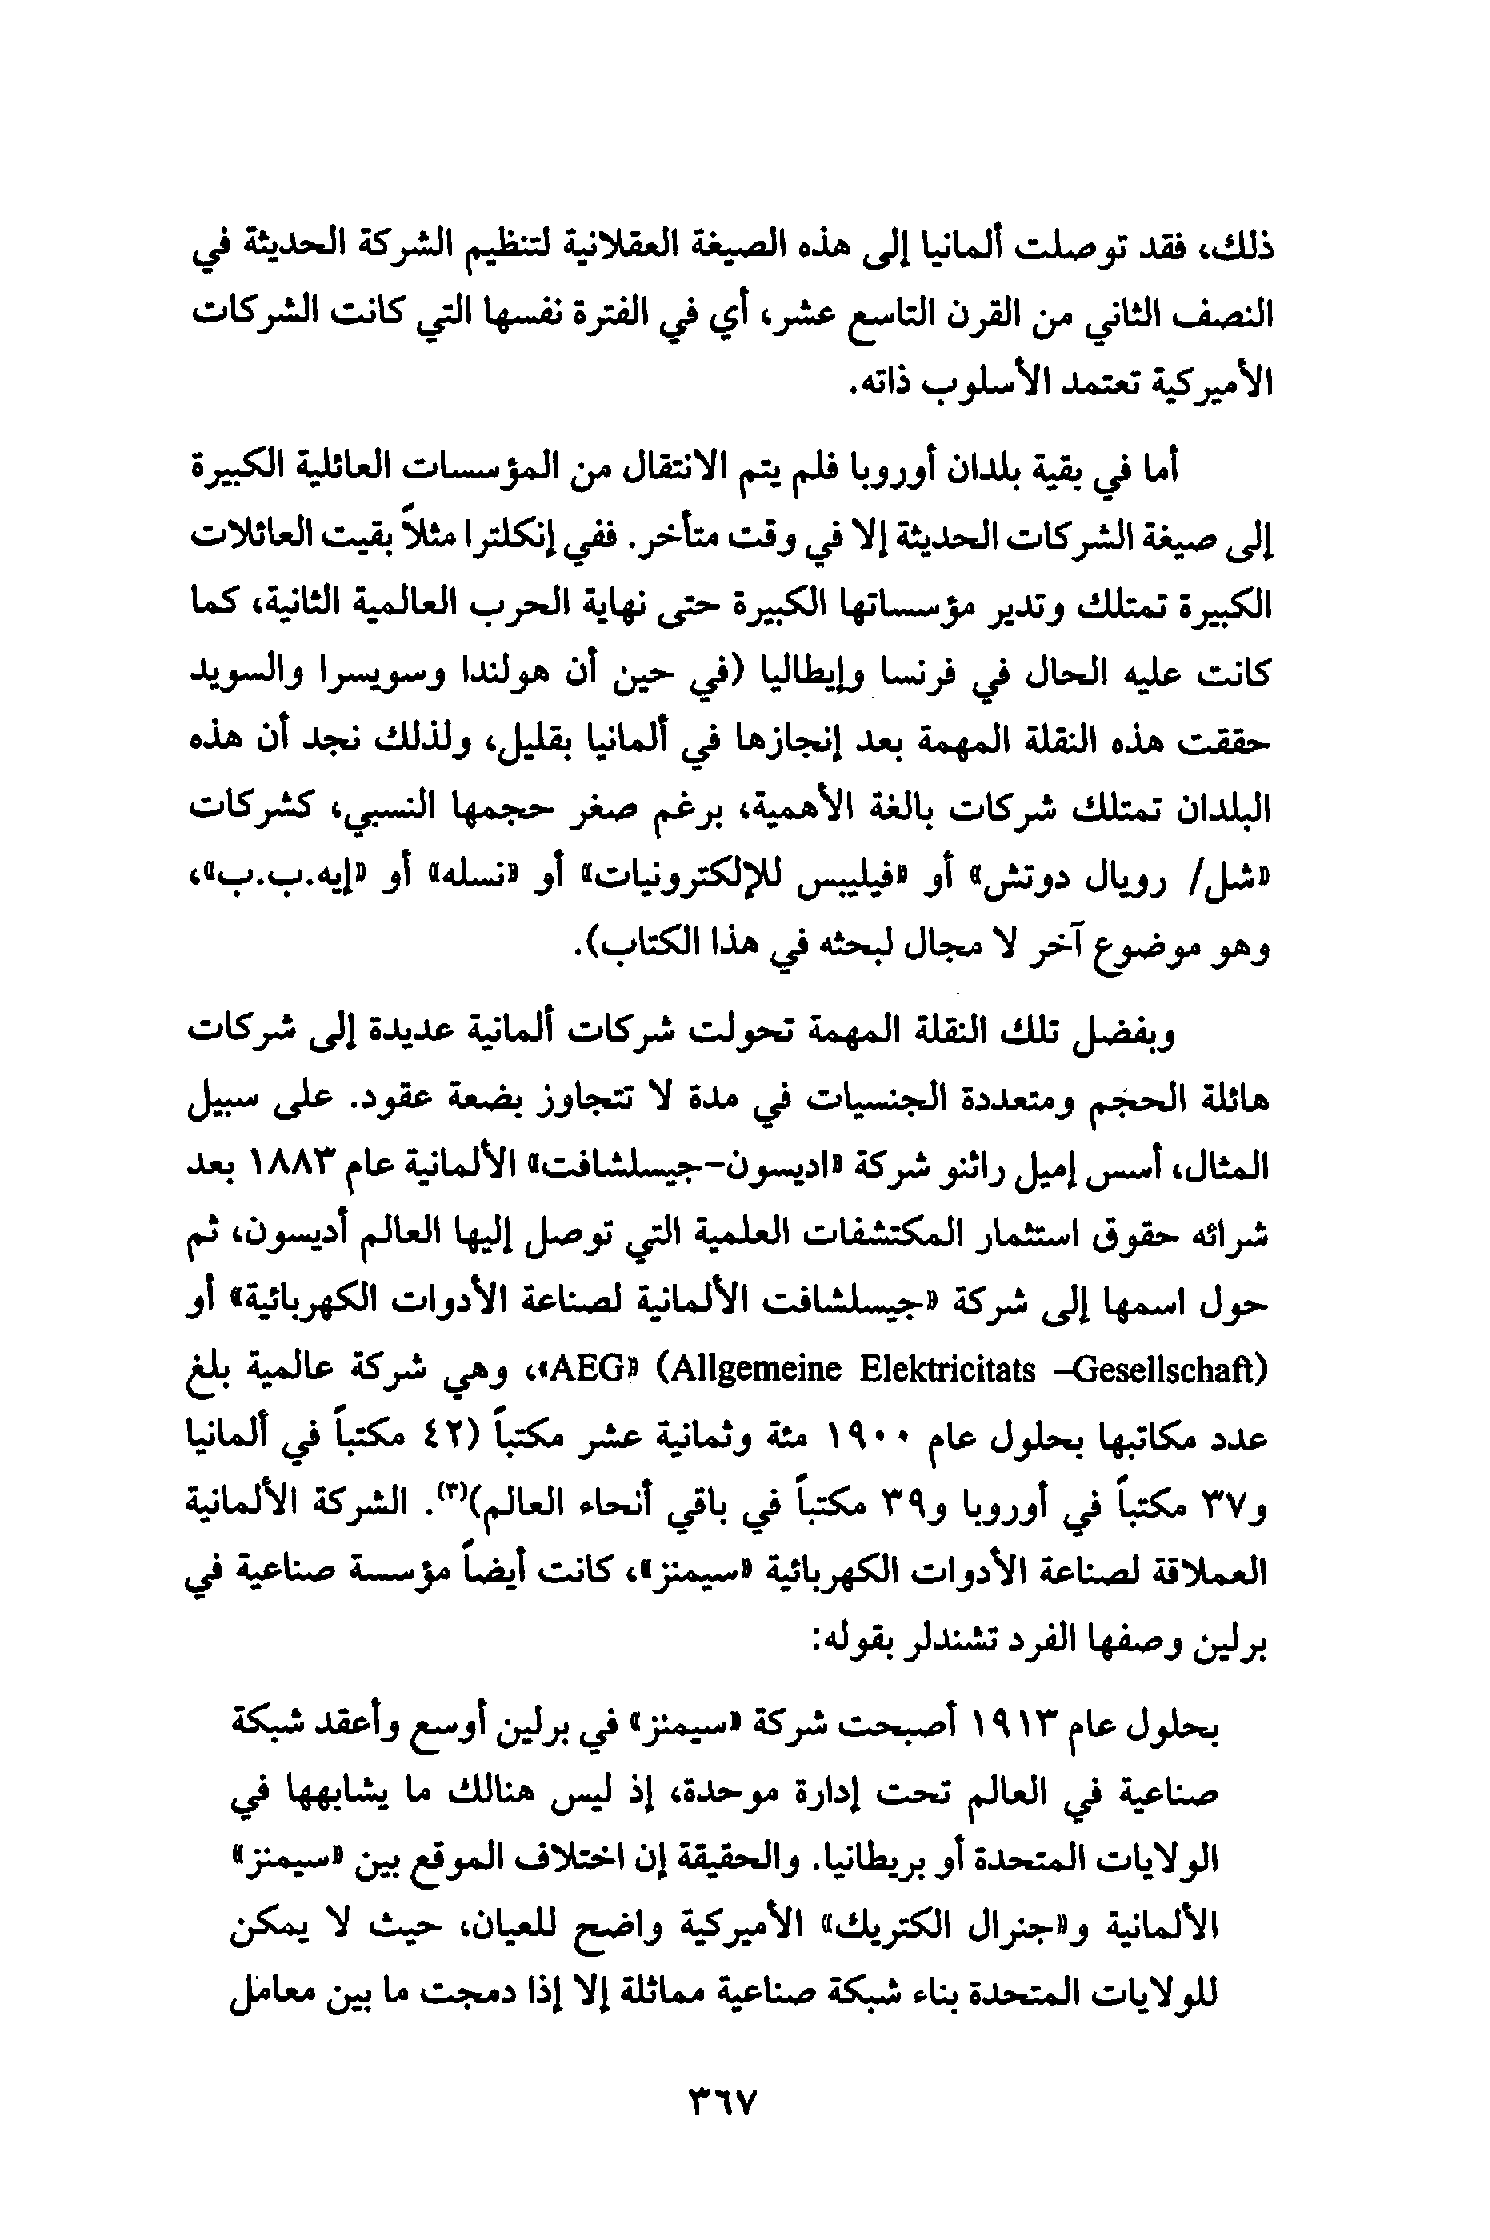 ذلك، فقد توصلت ألمانيا إلى هذه الصيغة العقلانية لتنظيم الشركة الحديثة في
النصف الثاني من القرن التاسع عشر، أي في الفترة نفسها التي كانت الشركات
الأميركية تعتمد الأسلوب ذاته.
أما في بقية بلدان أوروبا فلم يتم الانتقال من المؤسسات العائلية الكبيرة
إلى صيغة الشركات الحديثة إلا في وقت متأخر. ففي إنكلترا مثلاً بقيت العائلات
الكبيرة تمتلك وتدير مؤسساتها الكبيرة حتى نهاية الحرب العالمية الثانية، كما
كانت عليه الحال في فرنسا وإيطاليا (في حين أن هولندا وسويسرا والسويد
حققت هذه النقلة المهمة بعد إنجازها في ألمانيا بقليل، ولذلك نجد أن هذه
البلدان تمتلك شركات بالغة الأهمية، برغم صغر حجمها النسبي، كشركات
«شل/ رويال دوتش» أو «فيليبس للإلكترونيات» أو «نسله» أو «إيه.ب.ب»،
وهو موضوع آخر لا مجال لبحثه في هذا الكتاب).
وبفضل تلك النقلة المهمة تحولت شركات ألمانية عديدة إلى شركات
هائلة الحجم ومتعددة الجنسيات في مدة لا تتجاوز بضعة عقود. على سبيل
المثال، أسس إميل راثنو شركة «اديسون-جيسلشافت» الألمانية عام ١٨٨٣ بعد
شرائه حقوق استثمار المكتشفات العلمية التي توصل إليها العالم أديسون، ثم
حول اسمها إلى شركة «جيسلشافت الألمانية لصناعة الأدوات الكهربائية» أو
(Allgemeine Elektricitats –Gesellschaft) «AEG»، وهي شركة عالمية بلغ
عدد مكاتبها بحلول عام ١٩٠٠ مئة وثمانية عشر مكتباً (٤٢ مكتباً في ألمانيا
و٣٧ مكتباً في أوروبا و٣٩ مكتباً في باقي أنحاء العالم)(٣). الشركة الألمانية
العملاقة لصناعة الأدوات الكهربائية «سيمنز»، كانت أيضاً مؤسسة صناعية في
برلين وصفها الفرد تشندلر بقوله:
بحلول عام ١٩١٣ أصبحت شركة «سيمنز» في برلين أوسع وأعقد شبكة
صناعية في العالم تحت إدارة موحدة، إذ ليس هنالك ما يشابهها في
الولايات المتحدة أو بريطانيا. والحقيقة إن اختلاف الموقع بين «سيمنز»
الألمانية و«جنرال الكتريك» الأميركية واضح للعيان، حيث لا يمكن
للولايات المتحدة بناء شبكة صناعية مماثلة إلا إذا دمجت ما بين معامل
٣٦٧